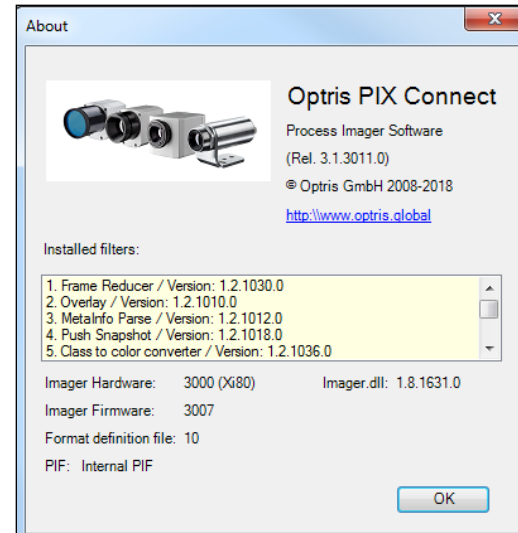 About
Optris PIX Connect
Process Imager Software
(Rel. 3.1.3011.0)
© Optris GmbH 2008-2018
http:\\www.optris.global
Installed filters:
1. Frame Reducer / Version: 1.2.1030.0
2. Overlay / Version: 1.2.1010.0
3. MetaInfo Parse / Version: 1.2.1012.0
4. Push Snapshot / Version: 1.2.1018.0
5. Class to color converter / Version: 1.2.1036.0
Imager Hardware: 3000 (Xi80) Imager.dll: 1.8.1631.0
Imager Firmware: 3007
Format definition file: 10
PIF: Internal PIF
OK